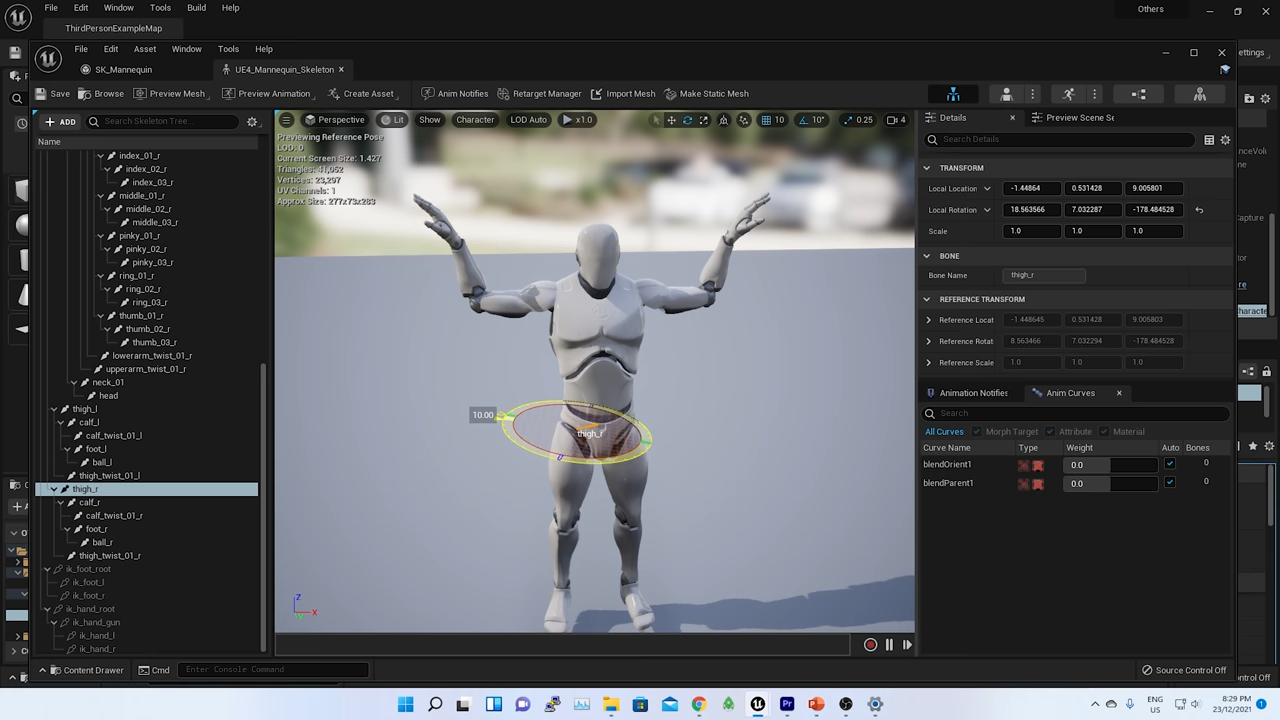 File Edit Window Tools Build Help
Others
ThirdPersonExampleMap
File Edit Asset Window Tools Help
SK_Mannequin
UE4_Mannequin_Skeleton
Save Browse Preview Mesh Preview Animation Create Asset Anim Notifies Retarget Manager Import Mesh Make Static Mesh
ADD
Search Skeleton Tree...
Name
index_01_r
index_02_r
index_03_r
middle_01_r
middle_02_r
middle_03_r
pinky_01_r
pinky_02_r
pinky_03_r
ring_01_r
ring_02_r
ring_03_r
thumb_01_r
thumb_02_r
thumb_03_r
lowerarm_twist_01_r
upperarm_twist_01_r
neck_01
head
thigh_l
calf_l
calf_twist_01_l
foot_l
ball_l
thigh_twist_01_l
thigh_r
calf_r
calf_twist_01_r
foot_r
ball_r
thigh_twist_01_r
ik_foot_root
ik_foot_l
ik_foot_r
ik_hand_root
ik_hand_gun
ik_hand_l
ik_hand_r
Perspective Lit Show Character LOD Auto x1.0 10 10° 0.25 4
Previewing Reference Pose
LOD: 0
Current Screen Size: 1.427
Triangles: 41,052
Vertices: 23,297
UV Channels: 1
Approx Size: 277x73x283
10.00
thigh_r
Z
X
Details
Preview Scene Se
Search Details
TRANSFORM
Local Location -1.44864 0.531428 9.005801
Local Rotation 18.563566 7.032287 -178.484528
Scale 1.0 1.0 1.0
BONE
Bone Name thigh_r
REFERENCE TRANSFORM
Reference Locat -1.448645 0.531428 9.005803
Reference Rotat 8.563466 7.032294 -178.484528
Reference Scale 1.0 1.0 1.0
Animation Notifies
Anim Curves
Search
All Curves Morph Target Attribute Material
Curve Name Type Weight Auto Bones
blendOrient1 0.0 0
blendParent1 0.0 0
Content Drawer Cmd Enter Console Command
Source Control Off
ENG
US
8:29 PM
23/12/2021